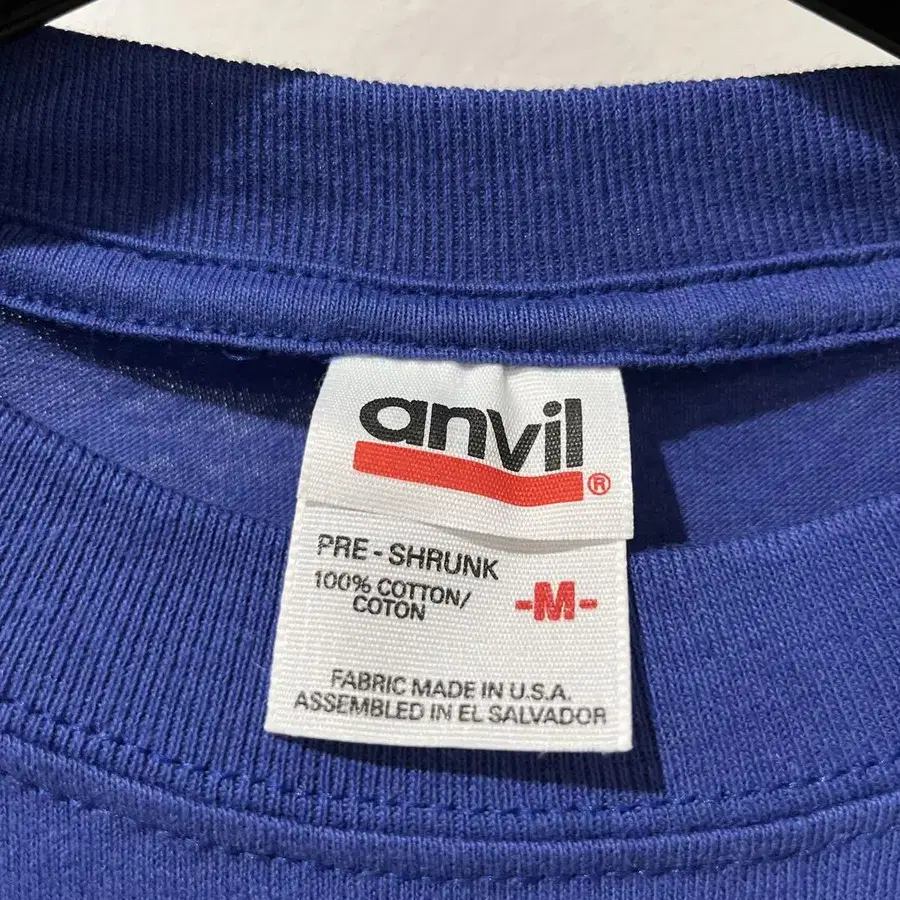 anvil®
PRE-SHRUNK
100% COTTON/
COTON
-M-
FABRIC MADE IN U.S.A.
ASSEMBLED IN EL SALVADOR